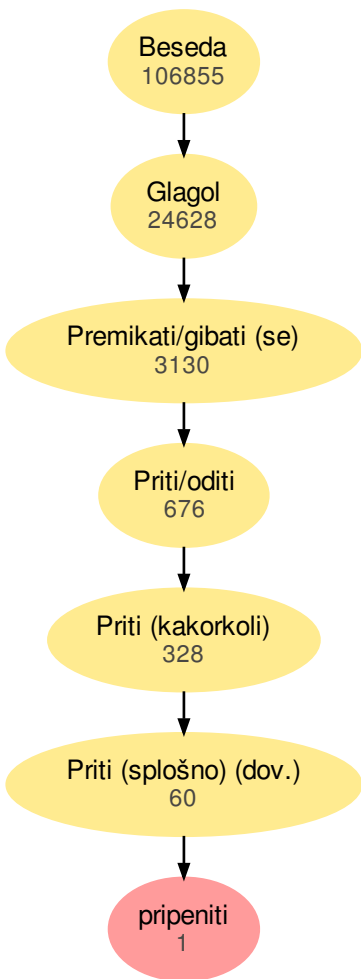 Beseda
106855
Glagol
24628
Premikati/gibati (se)
3130
Priti/oditi
676
Priti (kakorkoli)
328
Priti (splošno) (dov.)
60
pripeniti
1